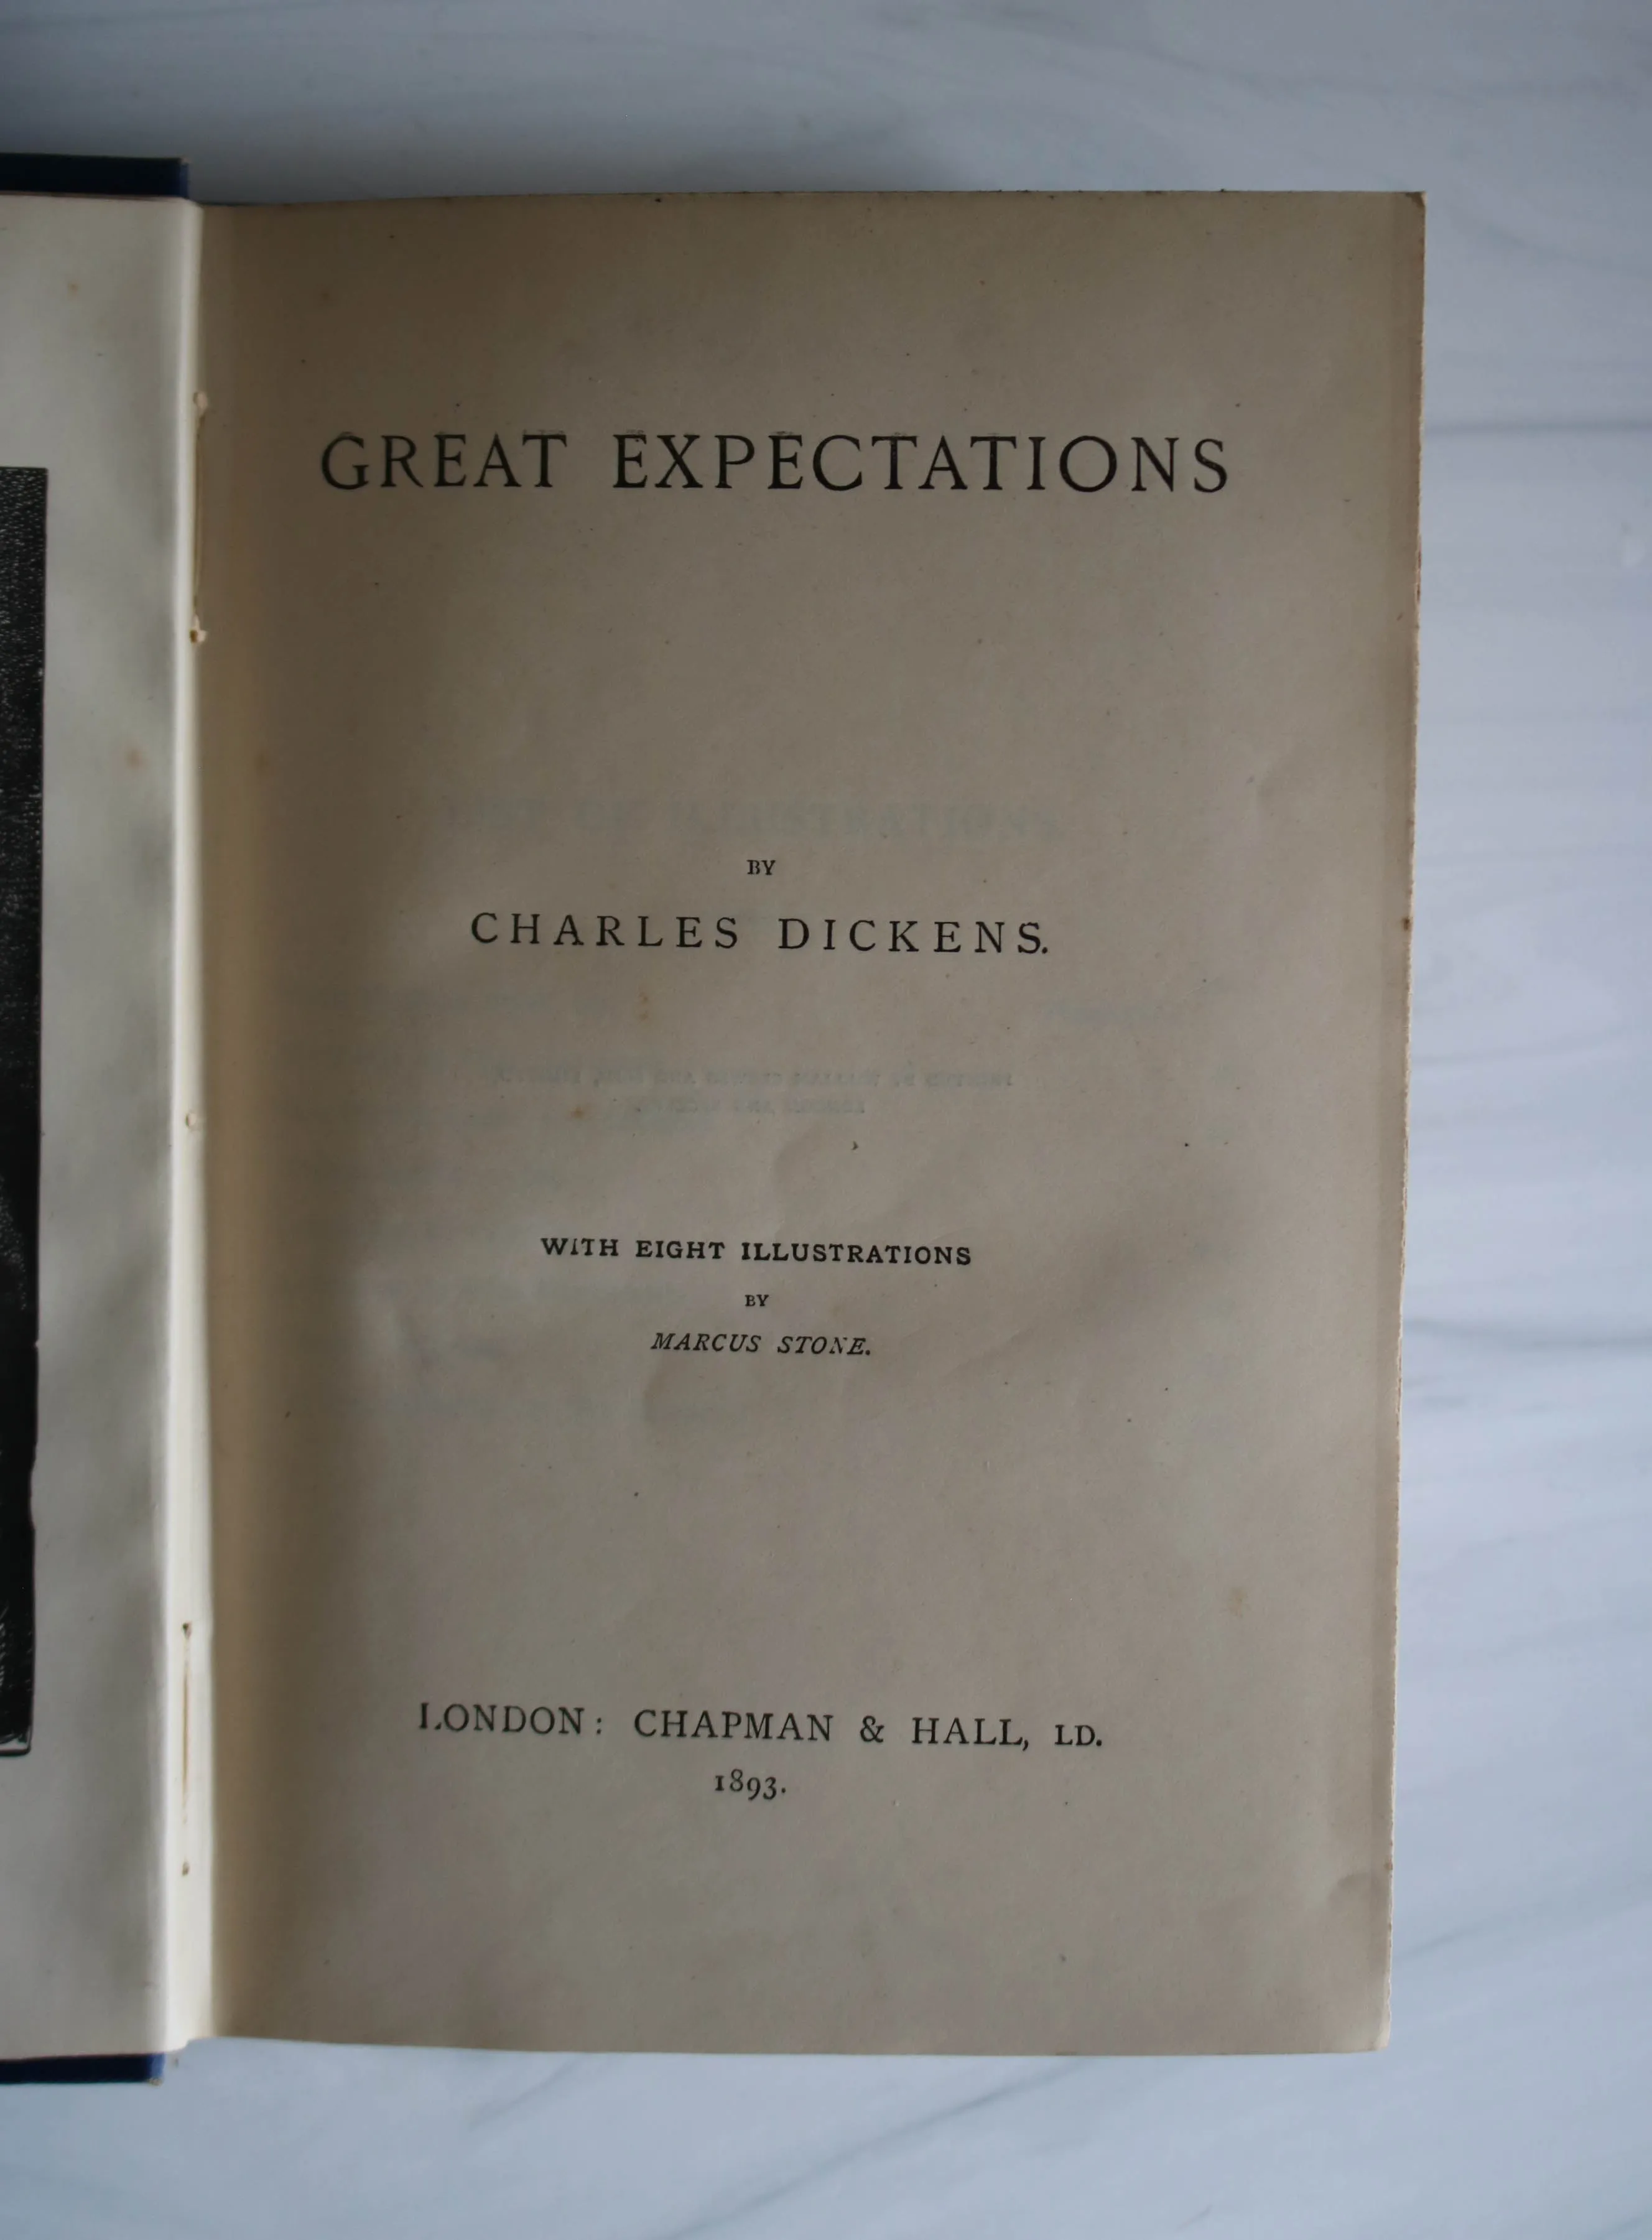 GREAT EXPECTATIONS
BY
CHARLES DICKENS.
WITH EIGHT ILLUSTRATIONS
BY
MARCUS STONE.
LONDON: CHAPMAN & HALL, LD.
1893.